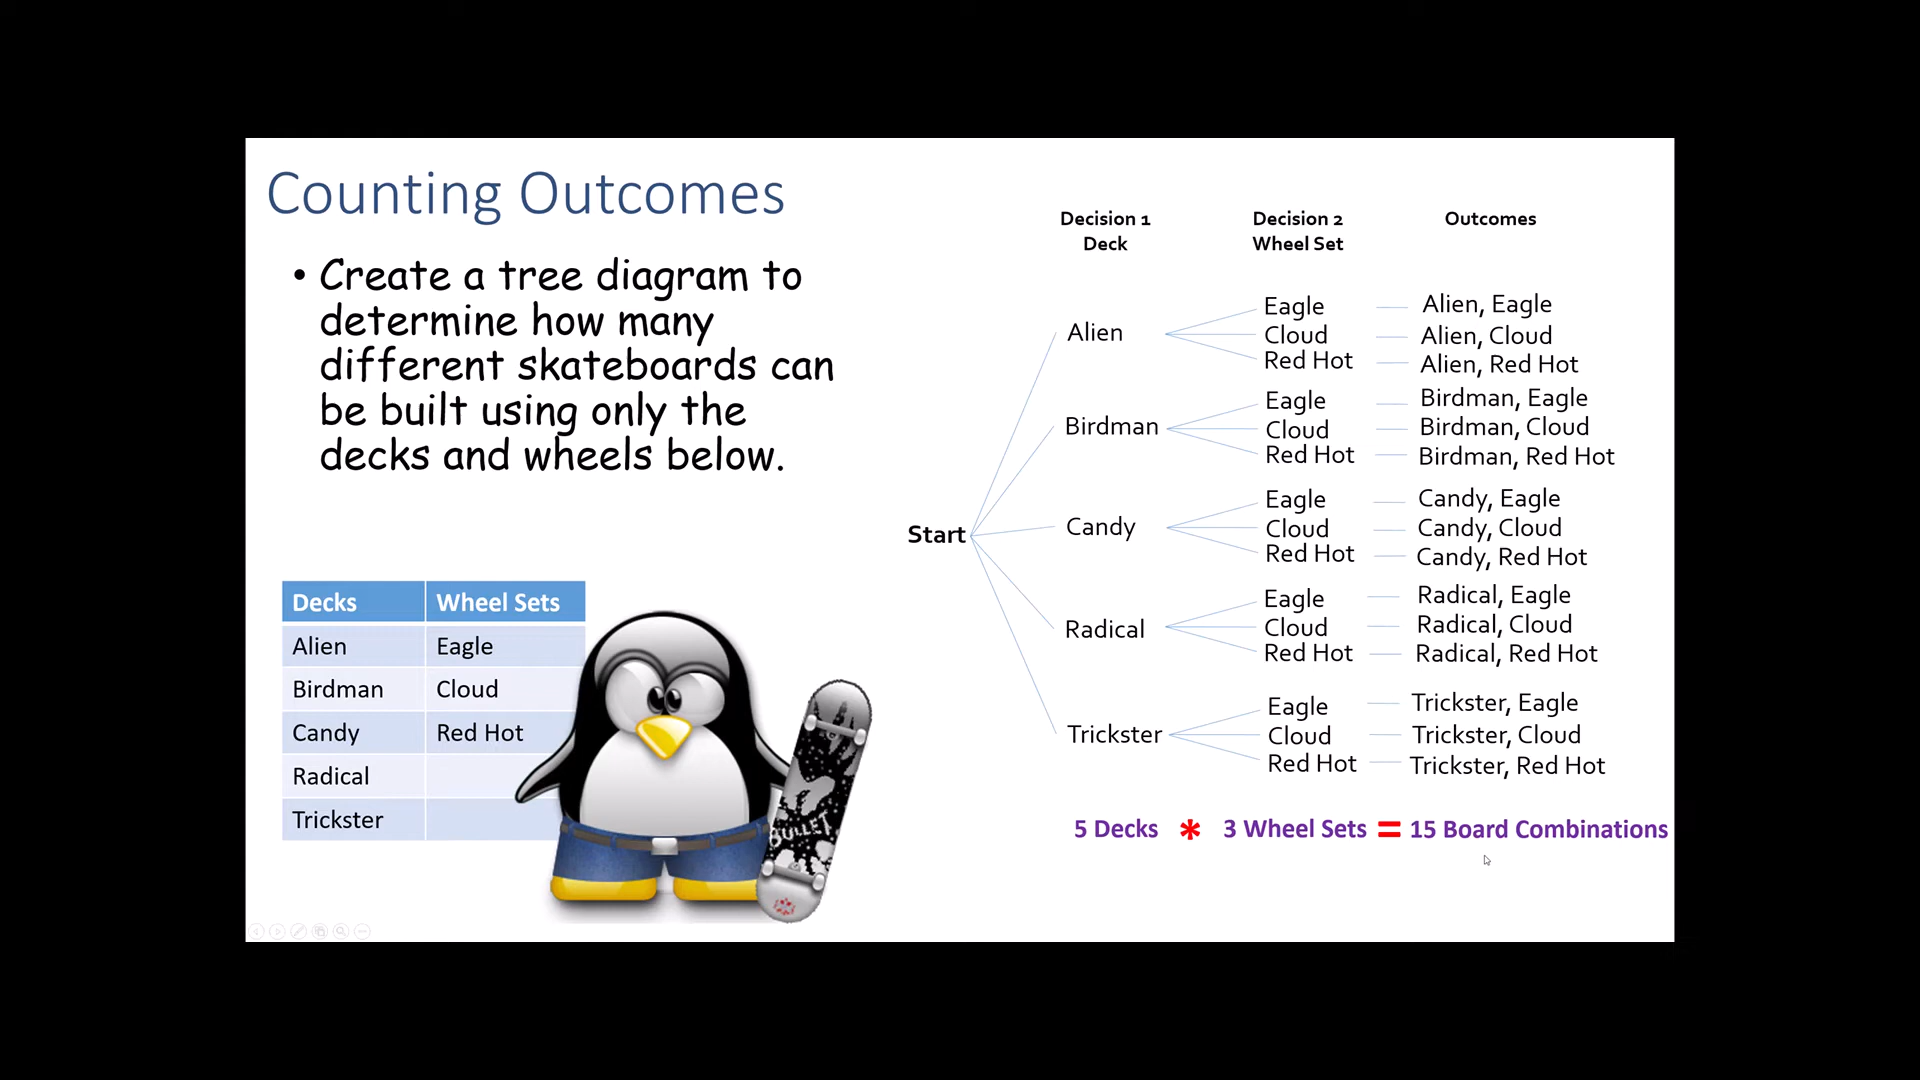 Counting Outcomes
• Create a tree diagram to
determine how many
different skateboards can
be built using only the
decks and wheels below.
Decks Wheel Sets
Alien Eagle
Birdman Cloud
Candy Red Hot
Radical
Trickster
BULLET
Decision 1 Decision 2 Outcomes
Deck Wheel Set
Start
Alien
Eagle Alien, Eagle
Cloud Alien, Cloud
Red Hot Alien, Red Hot
Birdman
Eagle Birdman, Eagle
Cloud Birdman, Cloud
Red Hot Birdman, Red Hot
Candy
Eagle Candy, Eagle
Cloud Candy, Cloud
Red Hot Candy, Red Hot
Radical
Eagle Radical, Eagle
Cloud Radical, Cloud
Red Hot Radical, Red Hot
Trickster
Eagle Trickster, Eagle
Cloud Trickster, Cloud
Red Hot Trickster, Red Hot
5 Decks * 3 Wheel Sets = 15 Board Combinations